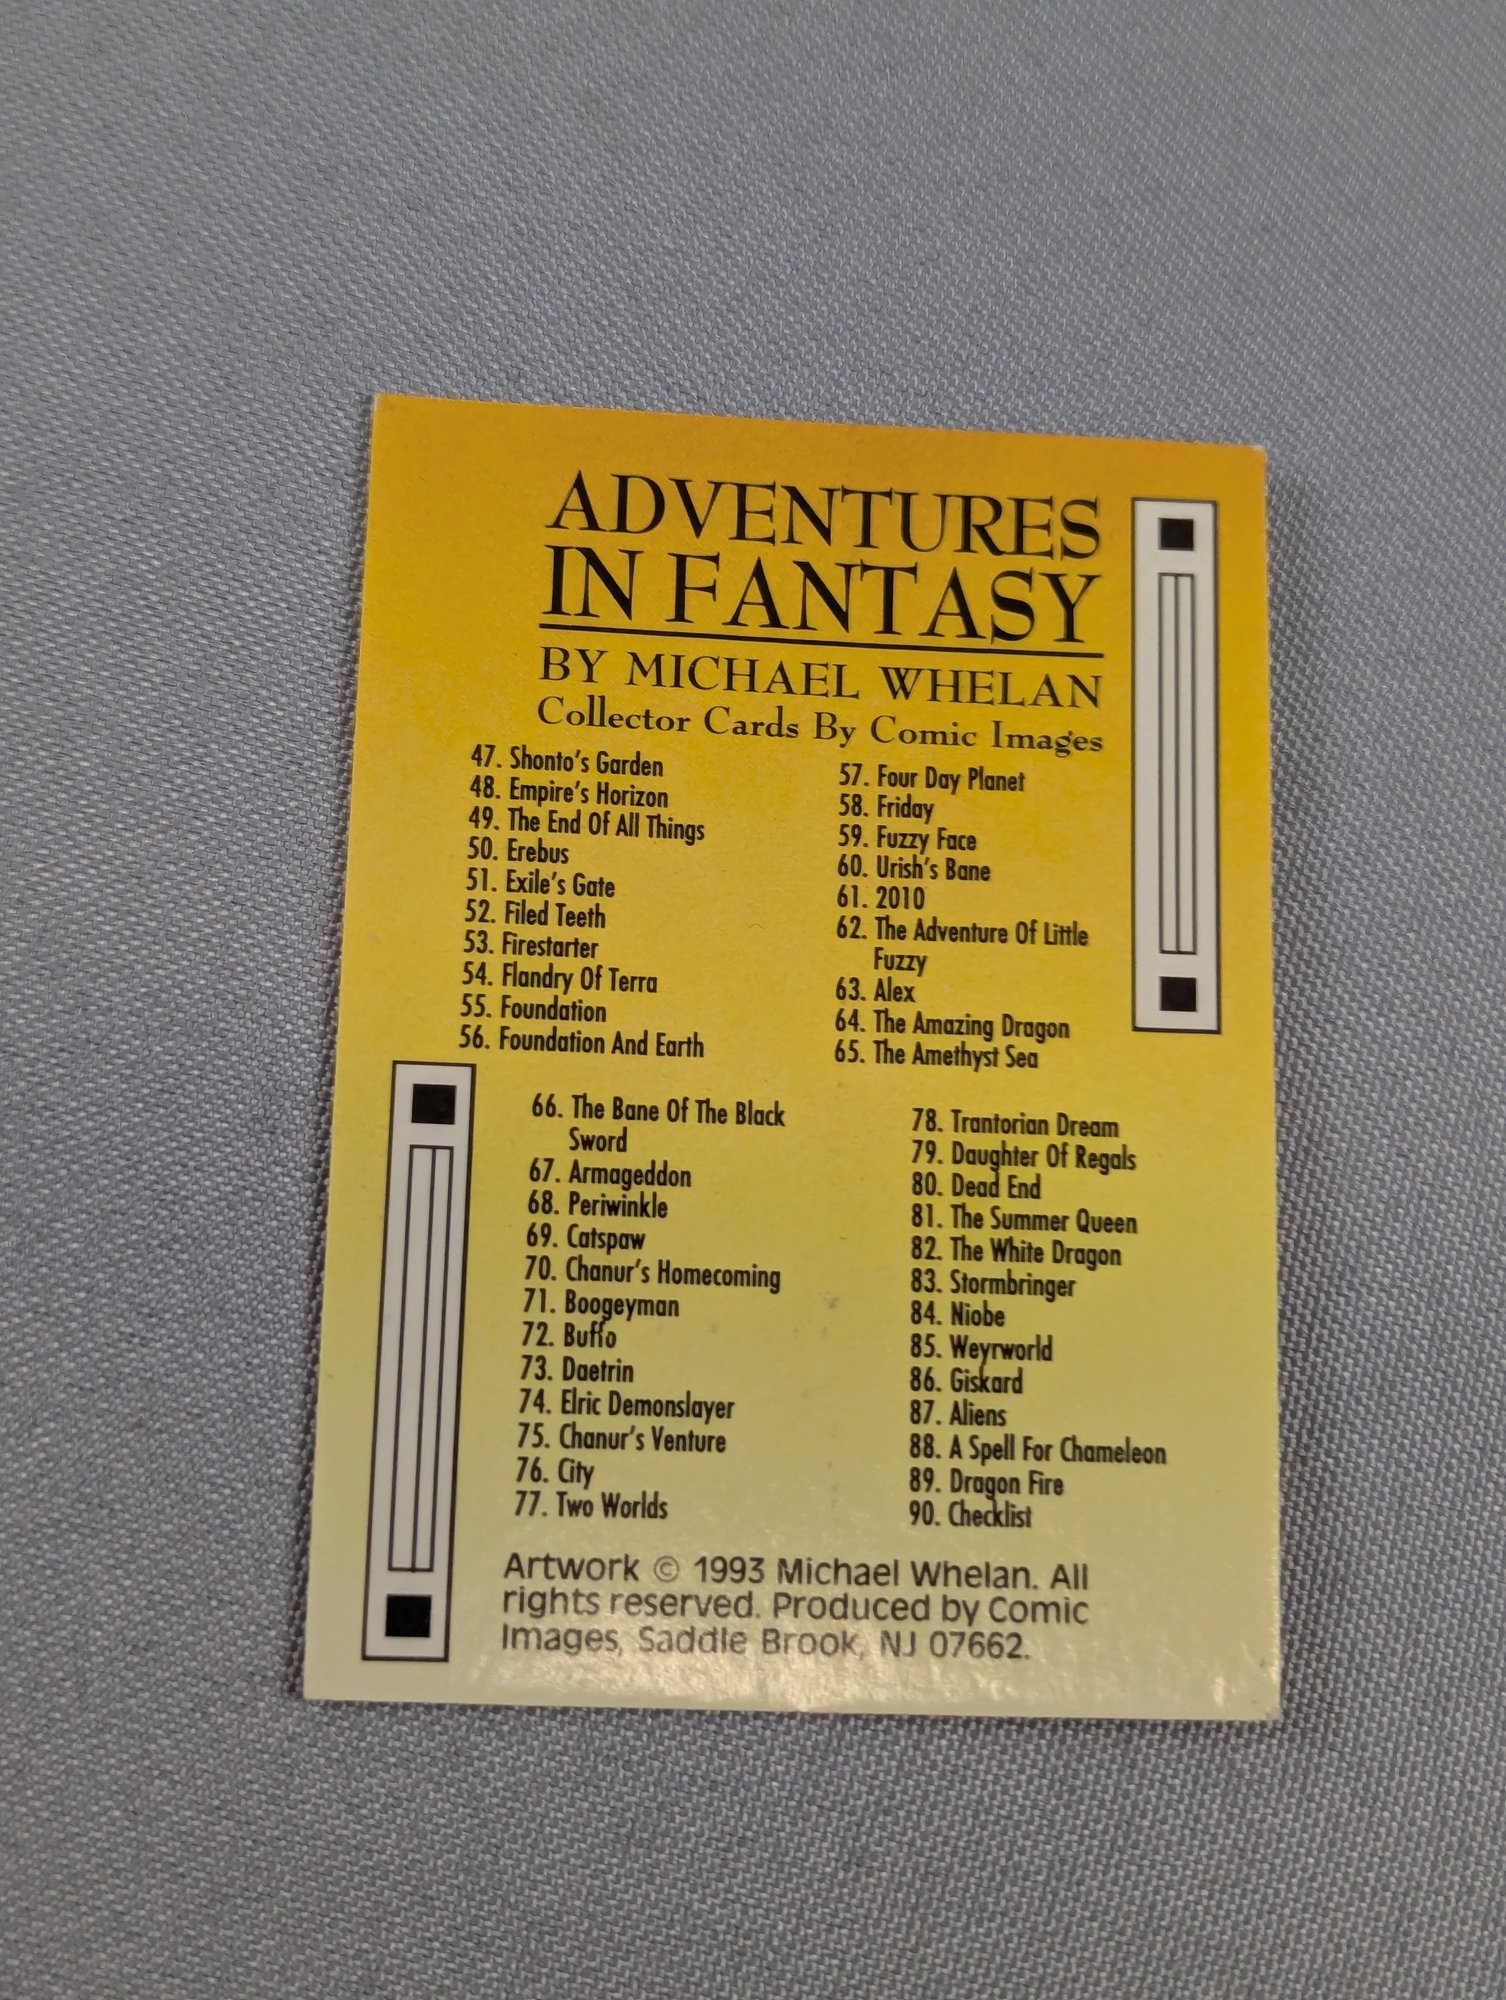 ADVENTURES
IN FANTASY
BY MICHAEL WHELAN
Collector Cards By Comic Images
47. Shonto's Garden
48. Empire's Horizon
49. The End Of All Things
50. Erebus
51. Exile's Gate
52. Filed Teeth
53. Firestarter
54. Flandry Of Terra
55. Foundation
56. Foundation And Earth
57. Four Day Planet
58. Friday
59. Fuzzy Face
60. Urish's Bane
61. 2010
62. The Adventure Of Little
Fuzzy
63. Alex
64. The Amazing Dragon
65. The Amethyst Sea
66. The Bane Of The Black
Sword
67. Armageddon
68. Periwinkle
69. Catspaw
70. Chanur's Homecoming
71. Boogeyman
72. Buffo
73. Daetrin
74. Elric Demonslayer
75. Chanur's Venture
76. City
77. Two Worlds
78. Trantorian Dream
79. Daughter Of Regals
80. Dead End
81. The Summer Queen
82. The White Dragon
83. Stormbringer
84. Niobe
85. Weyrworld
86. Giskard
87. Aliens
88. A Spell For Chameleon
89. Dragon Fire
90. Checklist
Artwork © 1993 Michael Whelan. All
rights reserved. Produced by Comic
Images, Saddle Brook, NJ 07662.